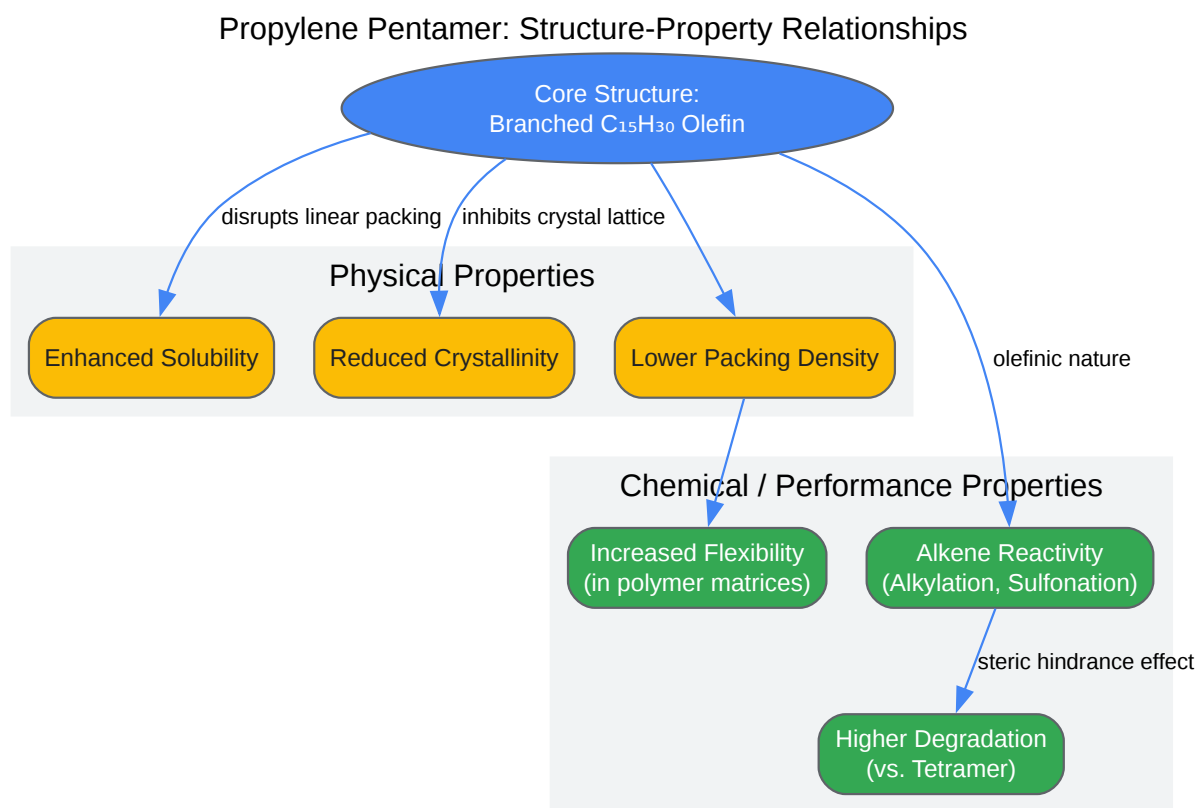 Propylene Pentamer: Structure-Property Relationships
Core Structure:
Branched C₁₅H₃₀ Olefin
disrupts linear packing
inhibits crystal lattice
Physical Properties
Enhanced Solubility
Reduced Crystallinity
Lower Packing Density
olefinic nature
Chemical / Performance Properties
Increased Flexibility
(in polymer matrices)
Alkene Reactivity
(Alkylation, Sulfonation)
steric hindrance effect
Higher Degradation
(vs. Tetramer)